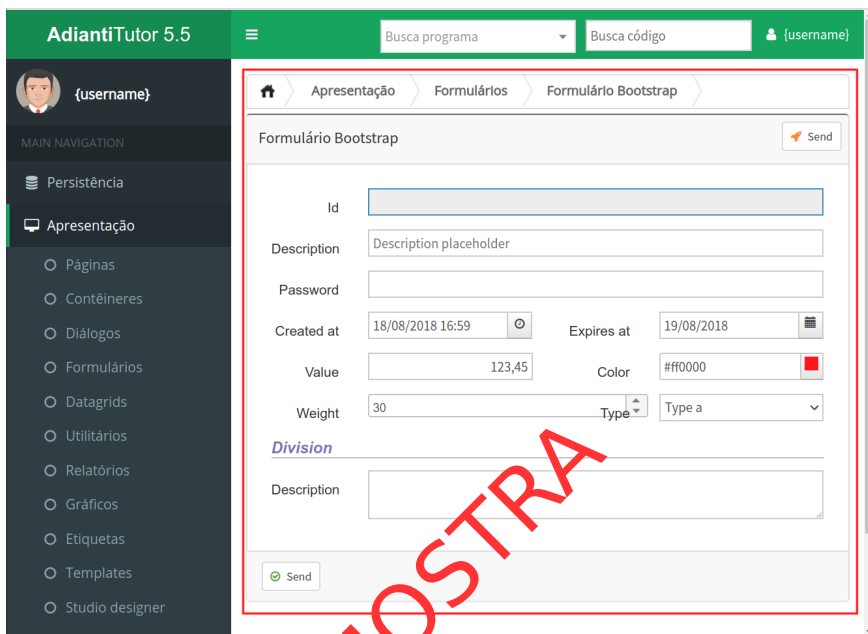 AdiantiTutor 5.5
Busca programa
Busca código
{username}
{username}
MAIN NAVIGATION
Persistência
Apresentação
Páginas
Contêineres
Diálogos
Formulários
Datagrids
Utilitários
Relatórios
Gráficos
Etiquetas
Templates
Studio designer
Apresentação
Formulários
Formulário Bootstrap
Formulário Bootstrap
Send
Id
Description
Description placeholder
Password
Created at
18/08/2018 16:59
Expires at
19/08/2018
Value
123,45
Color
#ff0000
Weight
30
Type
Type a
Division
Description
Send
OSTRA